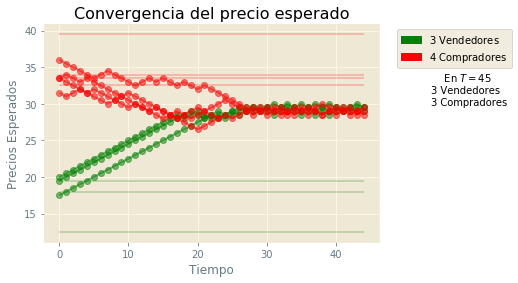 Convergencia del precio esperado
3 Vendedores
4 Compradores
En T = 45
3 Vendedores
3 Compradores
Precios Esperados
40
35
30
25
20
15
0
10
20
30
40
Tiempo